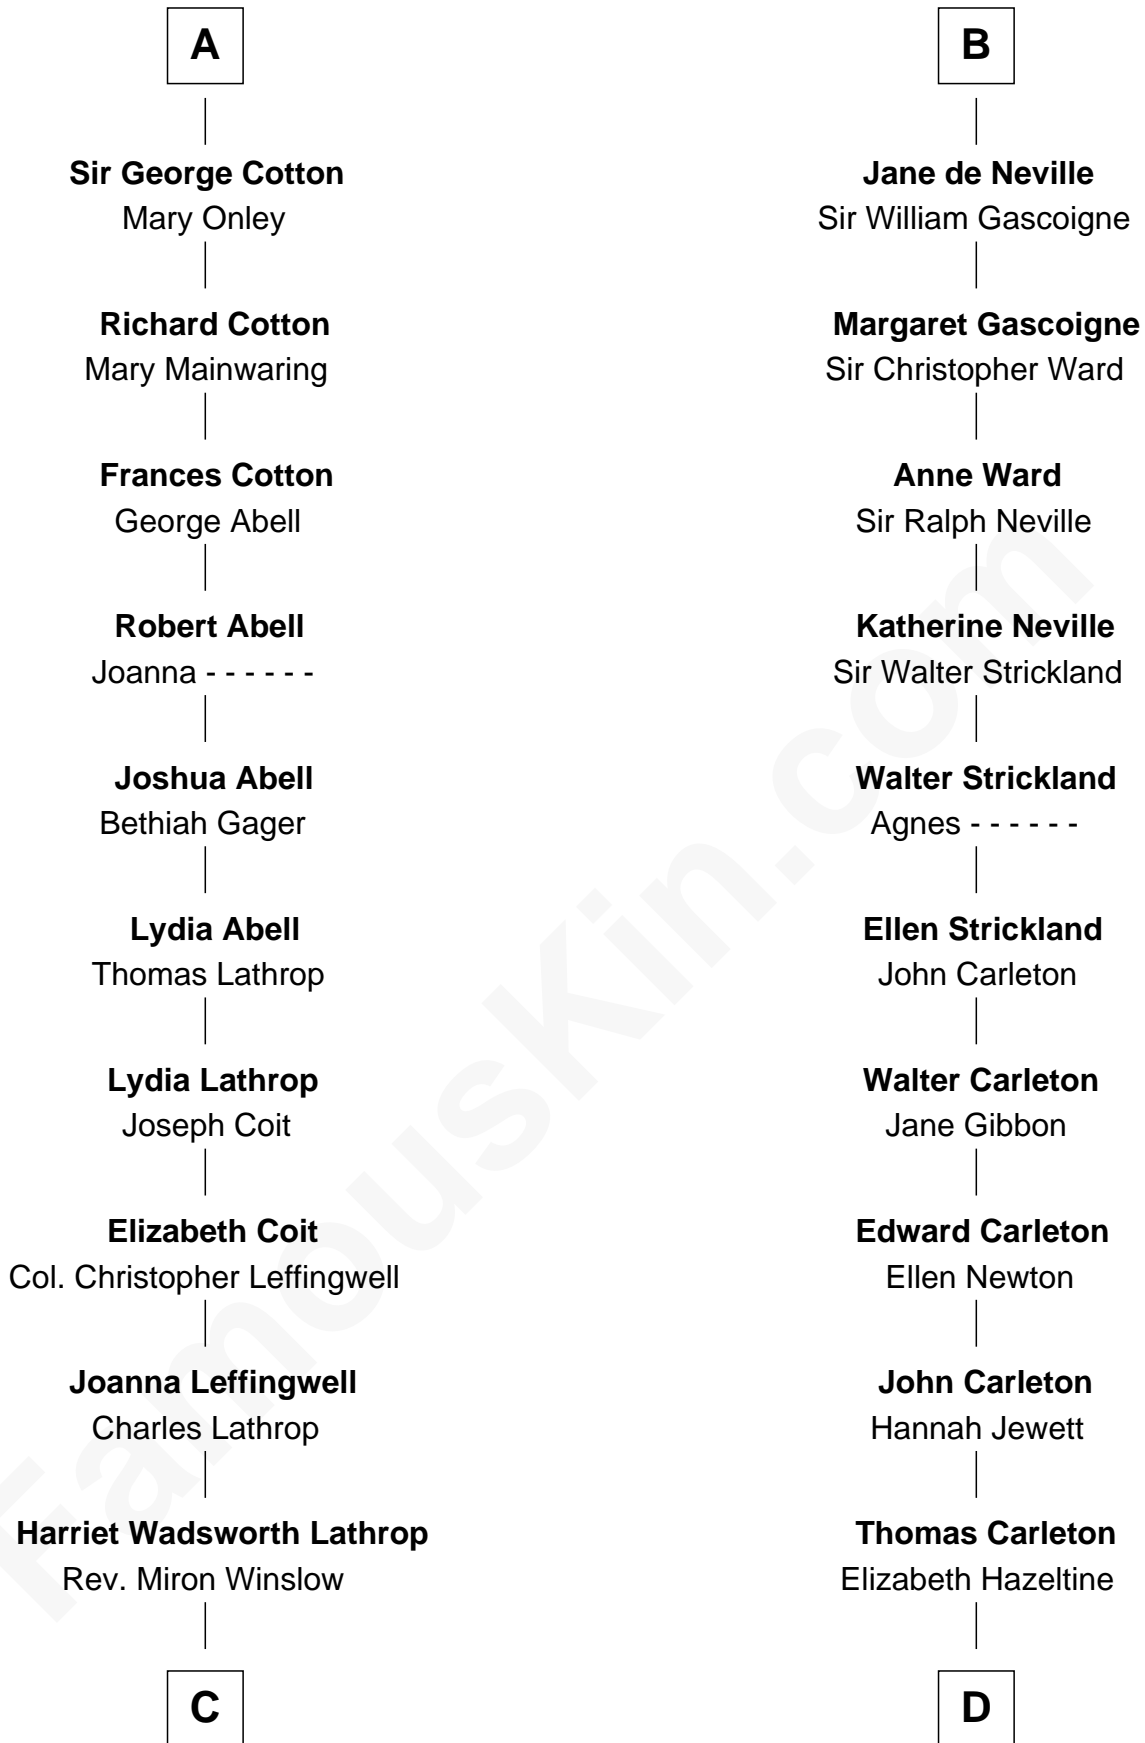 A
Sir George Cotton
Mary Onley
Richard Cotton
Mary Mainwaring
Frances Cotton
George Abell
Robert Abell
Joanna - - - - - -
Joshua Abell
Bethiah Gager
Lydia Abell
Thomas Lathrop
Lydia Lathrop
Joseph Coit
Elizabeth Coit
Col. Christopher Leffingwell
Joanna Leffingwell
Charles Lathrop
Harriet Wadsworth Lathrop
Rev. Miron Winslow
C
B
Jane de Neville
Sir William Gascoigne
Margaret Gascoigne
Sir Christopher Ward
Anne Ward
Sir Ralph Neville
Katherine Neville
Sir Walter Strickland
Walter Strickland
Agnes - - - - - -
Ellen Strickland
John Carleton
Walter Carleton
Jane Gibbon
Edward Carleton
Ellen Newton
John Carleton
Hannah Jewett
Thomas Carleton
Elizabeth Hazeltine
D
FamousKin.com